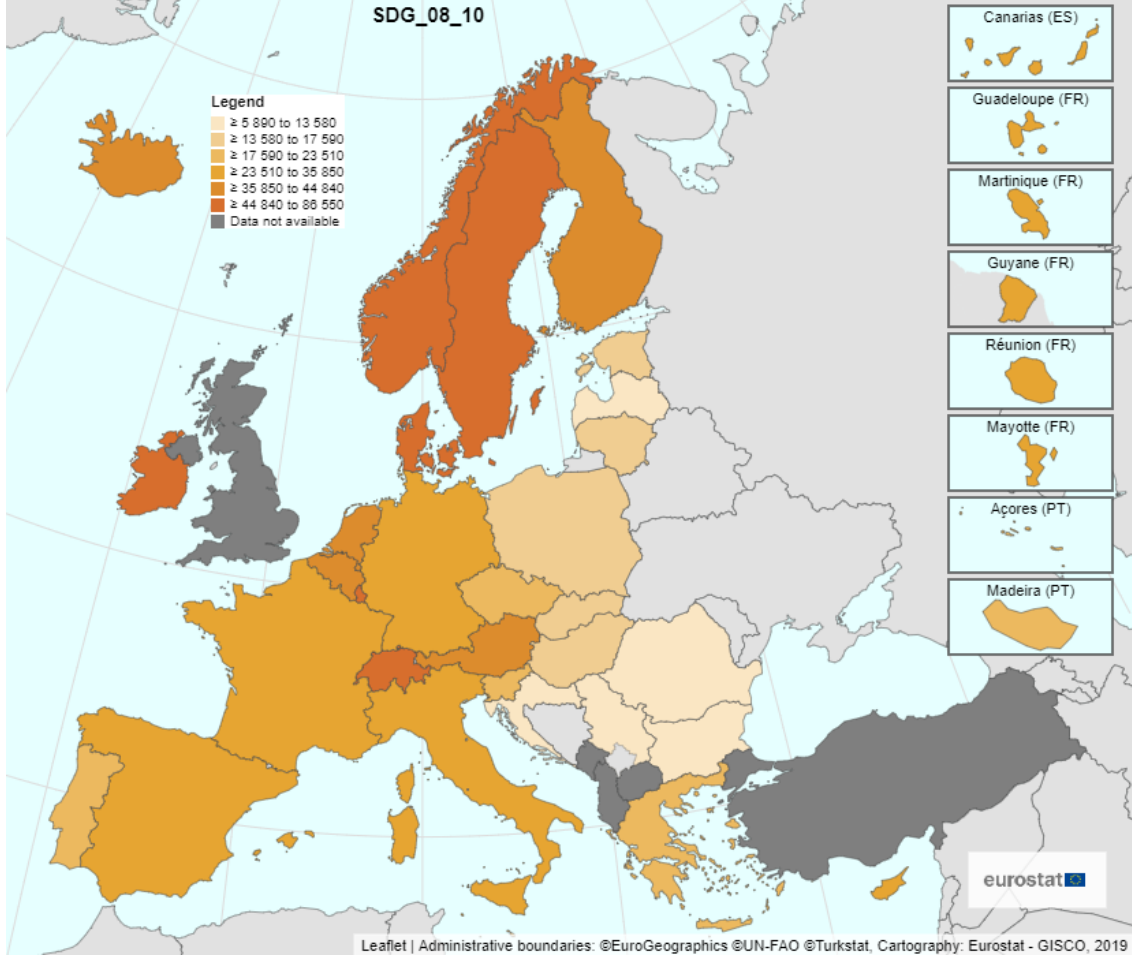 SDG_08_10
Legend
≥ 5 890 to 13 580
≥ 13 580 to 17 590
≥ 17 590 to 23 510
≥ 23 510 to 35 850
≥ 35 850 to 44 840
≥ 44 840 to 86 550
Data not available
Canarias (ES)
Guadeloupe (FR)
Martinique (FR)
Guyane (FR)
Réunion (FR)
Mayotte (FR)
Açores (PT)
Madeira (PT)
eurostat
Leaflet | Administrative boundaries: ©EuroGeographics ©UN-FAO ©Turkstat, Cartography: Eurostat - GISCO, 2019